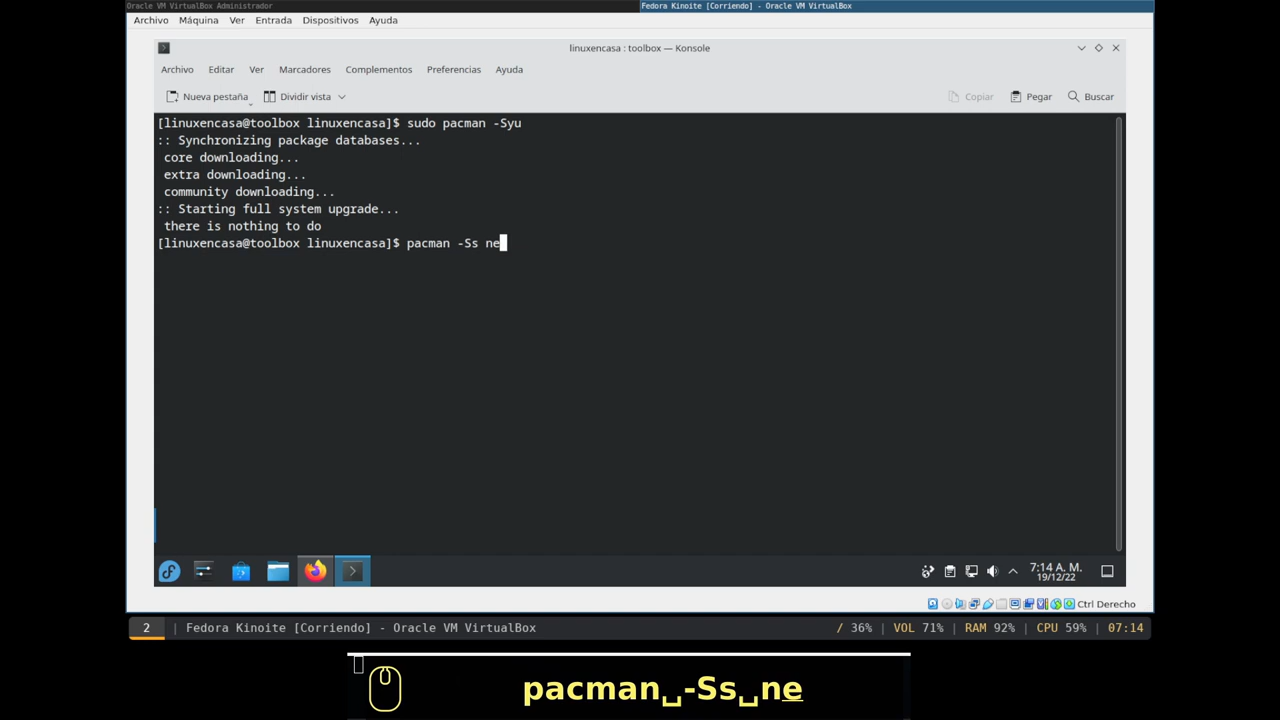 Oracle VM VirtualBox Administrador
Fedora Kinoite [Corriendo] - Oracle VM VirtualBox
Archivo Máquina Ver Entrada Dispositivos Ayuda
linuxencasa : toolbox — Konsole
Archivo Editar Ver Marcadores Complementos Preferencias Ayuda
Nueva pestaña Dividir vista Copiar Pegar Buscar
[linuxencasa@toolbox linuxencasa]$ sudo pacman -Syu
:: Synchronizing package databases...
core downloading...
extra downloading...
community downloading...
:: Starting full system upgrade...
there is nothing to do
[linuxencasa@toolbox linuxencasa]$ pacman -Ss ne
7:14 A. M.
19/12/22
Ctrl Derecho
2 | Fedora Kinoite [Corriendo] - Oracle VM VirtualBox / 36% | VOL 71% | RAM 92% | CPU 59% | 07:14
pacman␣-Ss␣ne